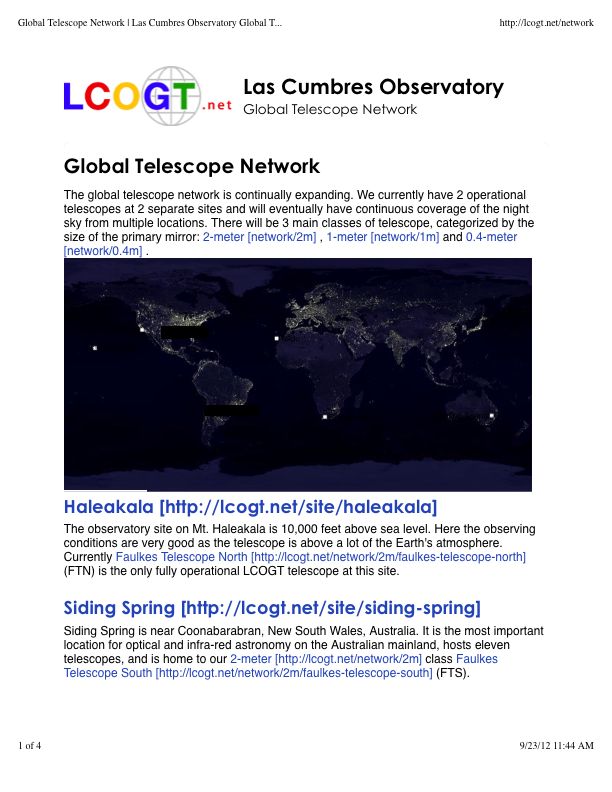 Global Telescope Network | Las Cumbres Observatory Global T...
http://lcogt.net/network
LCOGT.net
Las Cumbres Observatory
Global Telescope Network
Global Telescope Network
The global telescope network is continually expanding. We currently have 2 operational
telescopes at 2 separate sites and will eventually have continuous coverage of the night
sky from multiple locations. There will be 3 main classes of telescope, categorized by the
size of the primary mirror: 2-meter [network/2m] , 1-meter [network/1m] and 0.4-meter
[network/0.4m] .
Haleakala [http://lcogt.net/site/haleakala]
The observatory site on Mt. Haleakala is 10,000 feet above sea level. Here the observing
conditions are very good as the telescope is above a lot of the Earth's atmosphere.
Currently Faulkes Telescope North [http://lcogt.net/network/2m/faulkes-telescope-north]
(FTN) is the only fully operational LCOGT telescope at this site.
Siding Spring [http://lcogt.net/site/siding-spring]
Siding Spring is near Coonabarabran, New South Wales, Australia. It is the most important
location for optical and infra-red astronomy on the Australian mainland, hosts eleven
telescopes, and is home to our 2-meter [http://lcogt.net/network/2m] class Faulkes
Telescope South [http://lcogt.net/network/2m/faulkes-telescope-south] (FTS).
1 of 4
9/23/12 11:44 AM